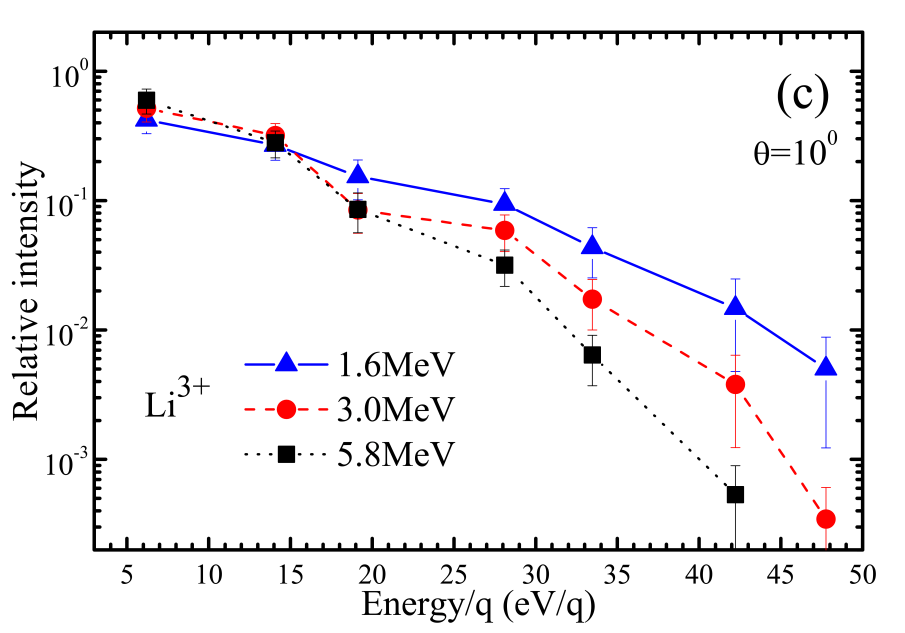 (c)
θ=10⁰
10⁰
10⁻¹
10⁻²
10⁻³
Relative intensity
Li³⁺
1.6MeV
3.0MeV
5.8MeV
5 10 15 20 25 30 35 40 45 50
Energy/q (eV/q)